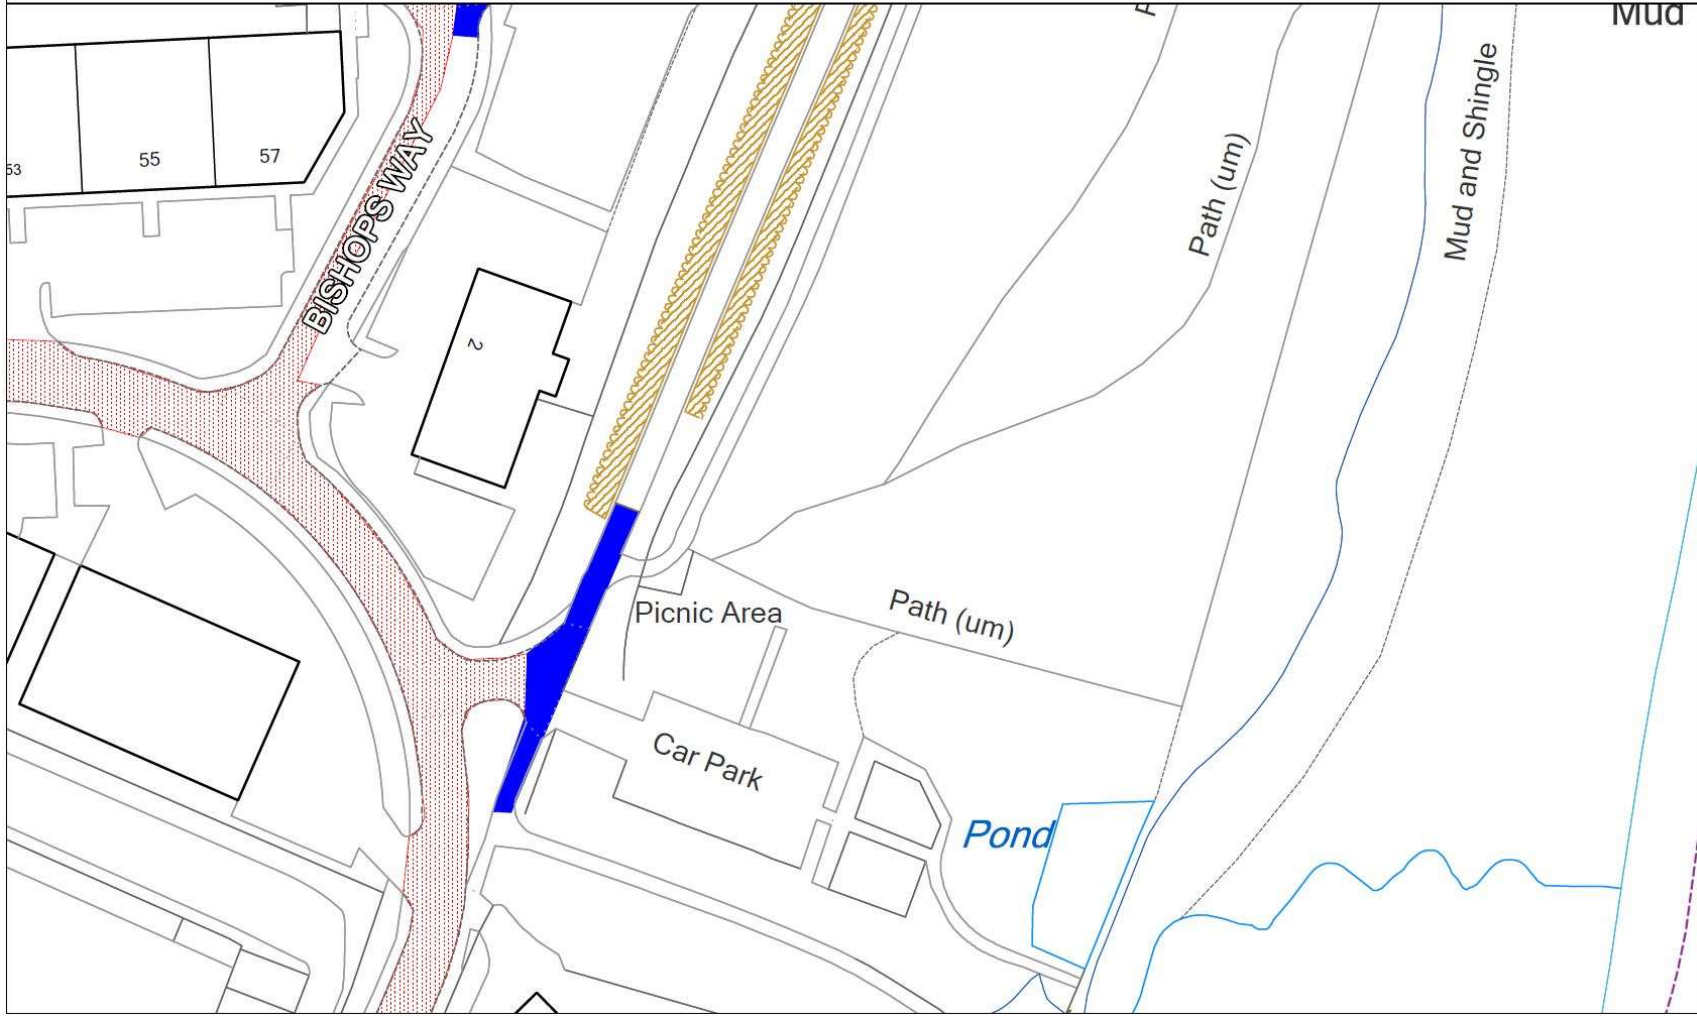 Mud
Mud and Shingle
Path (um)
BISHOPS WAY
55
57
53
2
Picnic Area
Path (um)
Car Park
Pond